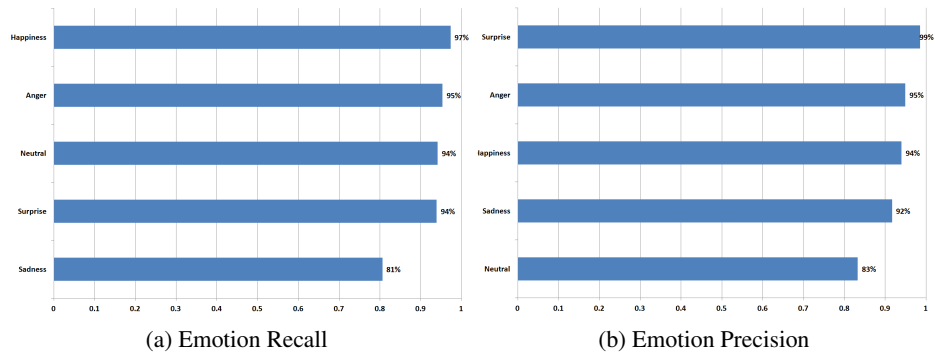 Happiness 97%
Anger 95%
Neutral 94%
Surprise 94%
Sadness 81%
0 0.1 0.2 0.3 0.4 0.5 0.6 0.7 0.8 0.9 1
(a) Emotion Recall
Surprise 99%
Anger 95%
Happiness 94%
Sadness 92%
Neutral 83%
0 0.1 0.2 0.3 0.4 0.5 0.6 0.7 0.8 0.9 1
(b) Emotion Precision